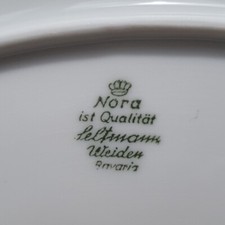 Nora
ist Qualität
Seltmann
Weiden
Bavaria